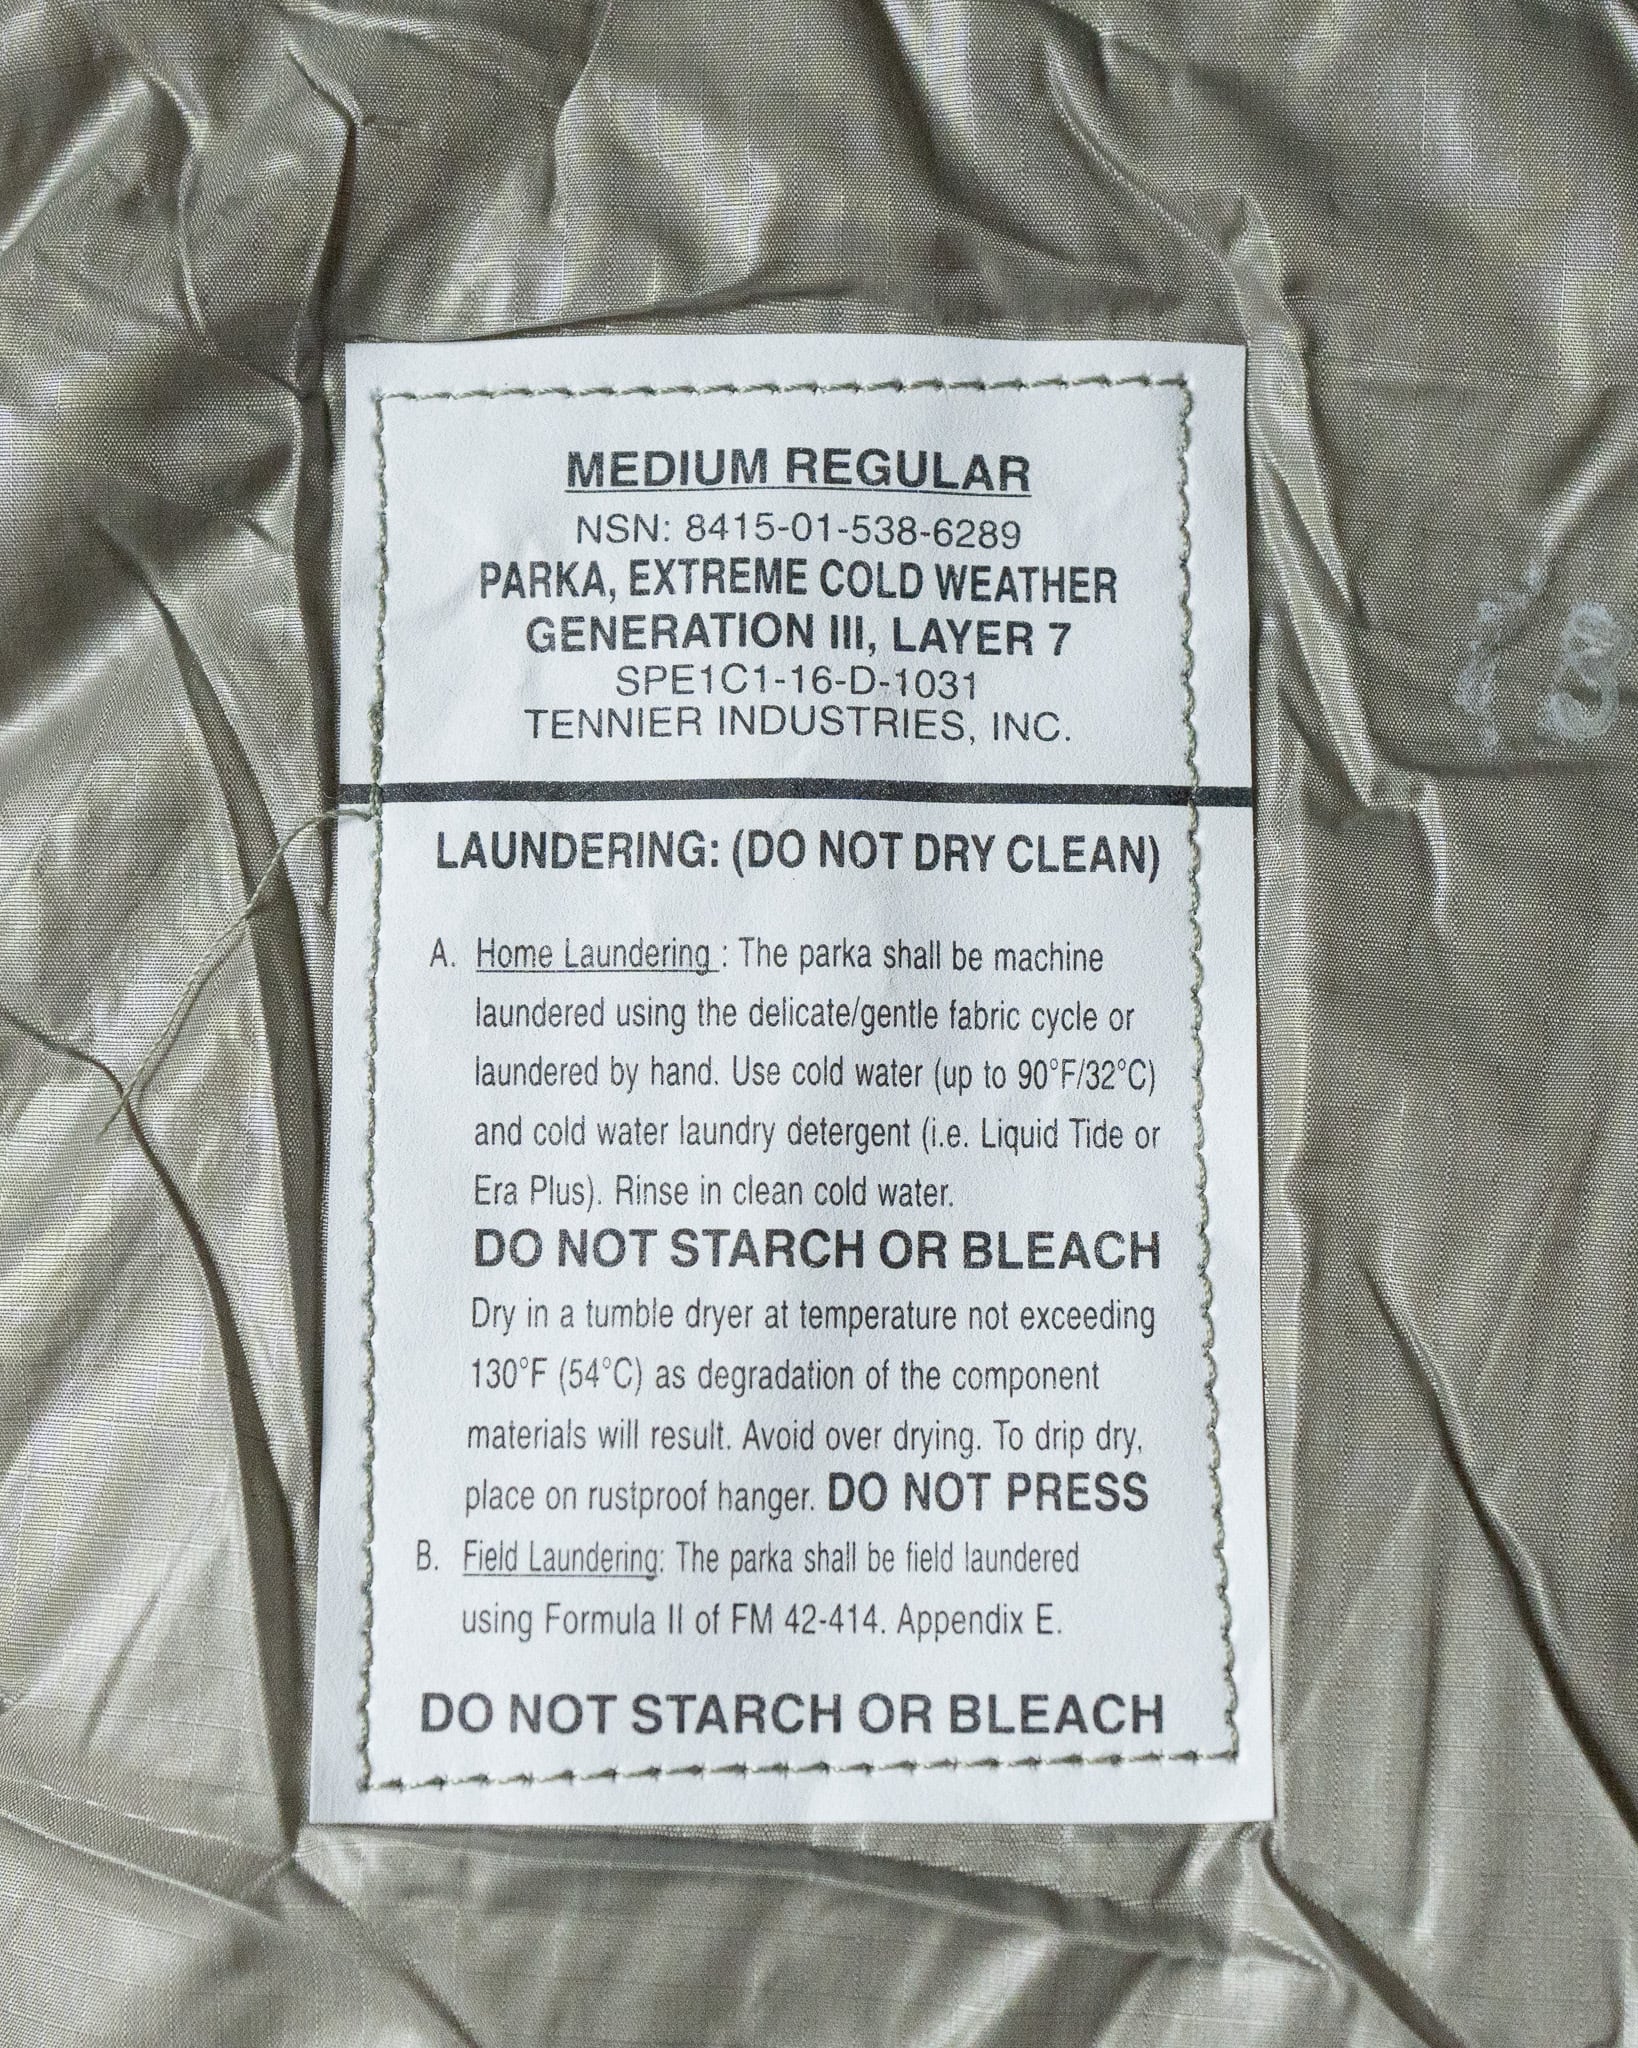 MEDIUM REGULAR
NSN: 8415-01-538-6289
PARKA, EXTREME COLD WEATHER
GENERATION III, LAYER 7
SPE1C1-16-D-1031
TENNIER INDUSTRIES, INC.
LAUNDERING: (DO NOT DRY CLEAN)
A. Home Laundering : The parka shall be machine
laundered using the delicate/gentle fabric cycle or
laundered by hand. Use cold water (up to 90°F/32°C)
and cold water laundry detergent (i.e. Liquid Tide or
Era Plus). Rinse in clean cold water.
DO NOT STARCH OR BLEACH
Dry in a tumble dryer at temperature not exceeding
130°F (54°C) as degradation of the component
materials will result. Avoid over drying. To drip dry,
place on rustproof hanger. DO NOT PRESS
B. Field Laundering: The parka shall be field laundered
using Formula II of FM 42-414. Appendix E.
DO NOT STARCH OR BLEACH